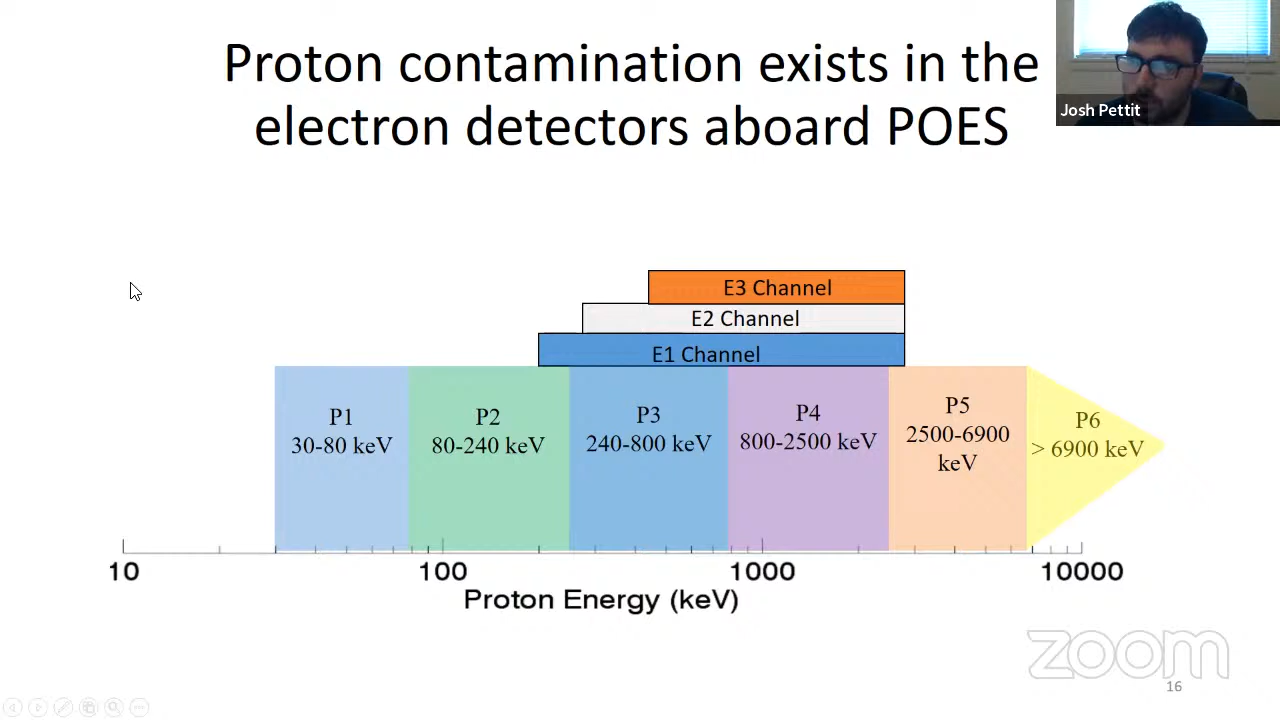 Proton contamination exists in the
electron detectors aboard POES
Josh Pettit
E3 Channel
E2 Channel
E1 Channel
P1
30-80 keV
P2
80-240 keV
P3
240-800 keV
P4
800-2500 keV
P5
2500-6900
keV
P6
> 6900 keV
10
100
1000
10000
Proton Energy (keV)
zoom
16